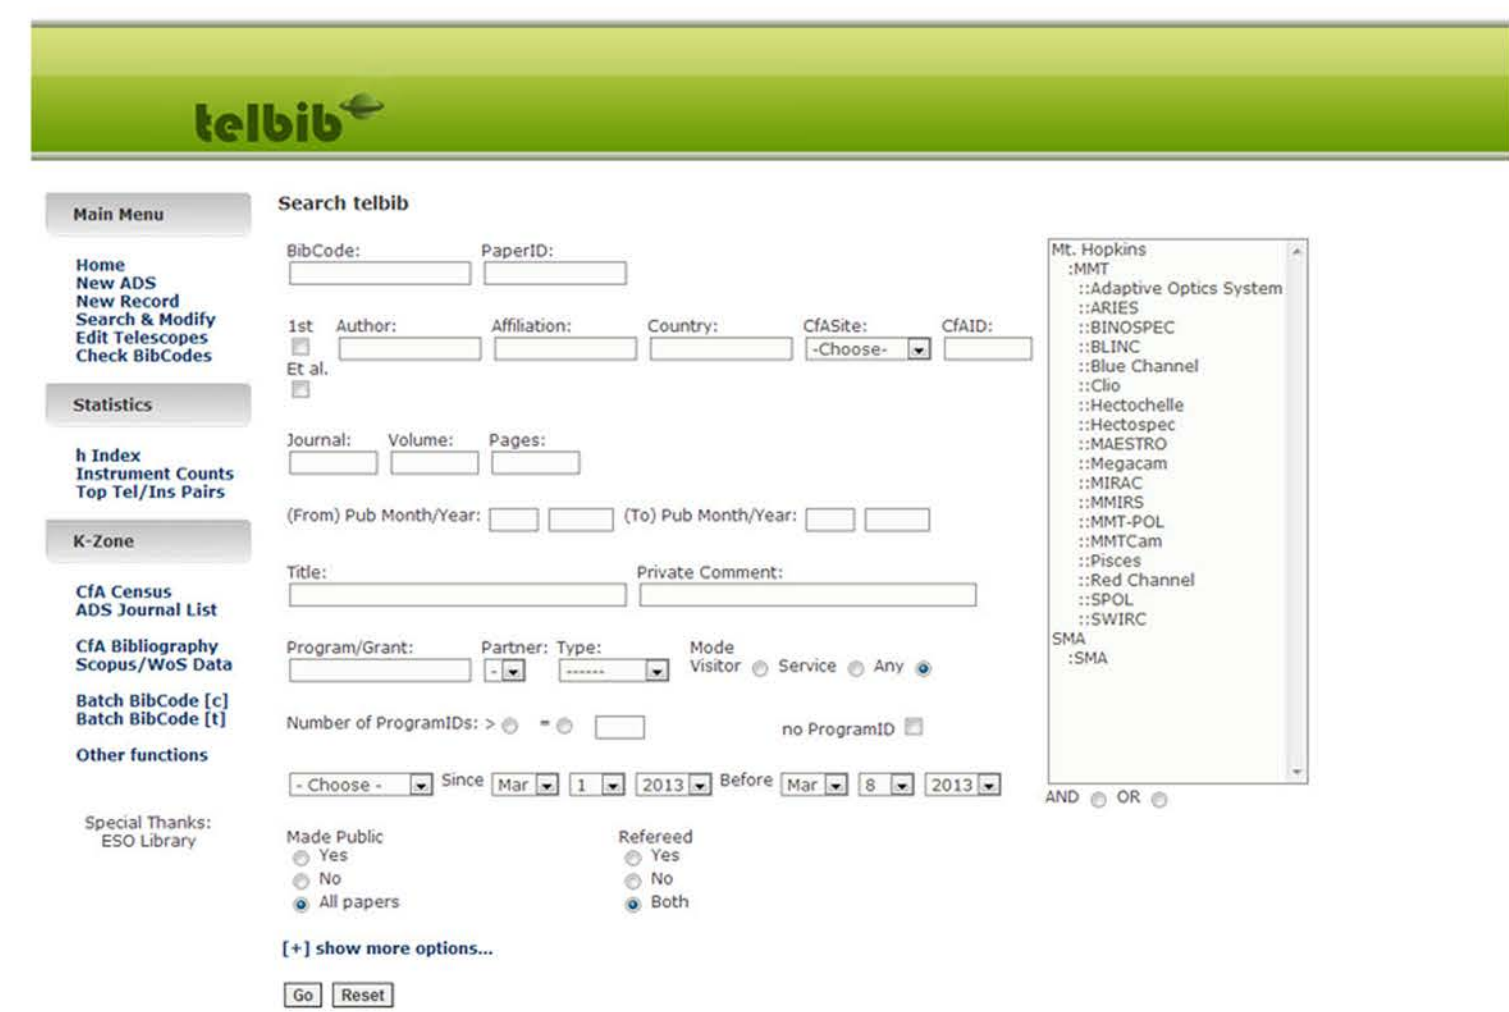 telbib
Main Menu
Home
New ADS
New Record
Search & Modify
Edit Telescopes
Check BibCodes
Statistics
h Index
Instrument Counts
Top Tel/Ins Pairs
K-Zone
CfA Census
ADS Journal List
CfA Bibliography
Scopus/WoS Data
Batch BibCode [c]
Batch BibCode [t]
Other functions
Special Thanks:
ESO Library
Search telbib
BibCode: PaperID:
1st Author: Affiliation: Country: CfASite: CfAID:
-Choose-
Et al.
Journal: Volume: Pages:
(From) Pub Month/Year: (To) Pub Month/Year:
Title: Private Comment:
Program/Grant: Partner: Type: Mode
- ------ Visitor Service Any
Number of ProgramIDs: > = no ProgramID
- Choose - Since Mar 1 2013 Before Mar 8 2013
Made Public Refereed
Yes Yes
No No
All papers Both
[+] show more options...
Go Reset
Mt. Hopkins
:MMT
::Adaptive Optics System
::ARIES
::BINOSPEC
::BLINC
::Blue Channel
::Clio
::Hectochelle
::Hectospec
::MAESTRO
::Megacam
::MIRAC
::MMIRS
::MMT-POL
::MMTCam
::Pisces
::Red Channel
::SPOL
::SWIRC
SMA
:SMA
AND OR